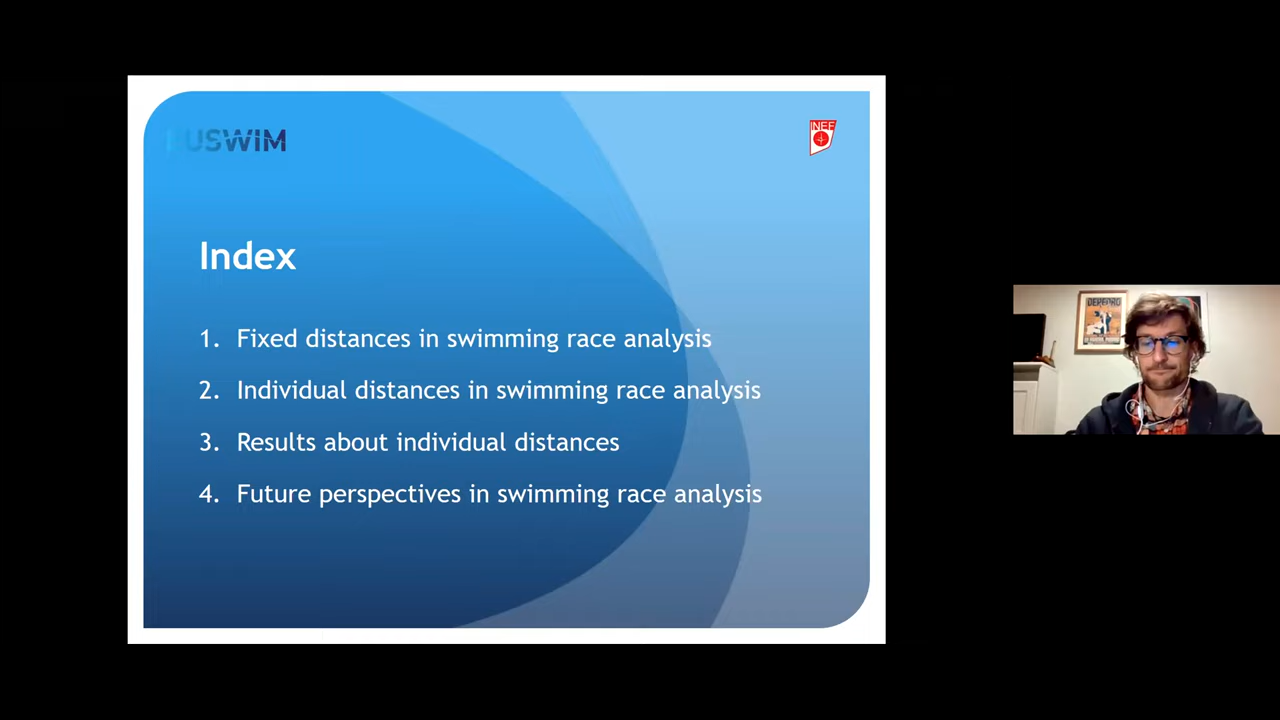 USWIM
INEF
Index
1. Fixed distances in swimming race analysis
2. Individual distances in swimming race analysis
3. Results about individual distances
4. Future perspectives in swimming race analysis